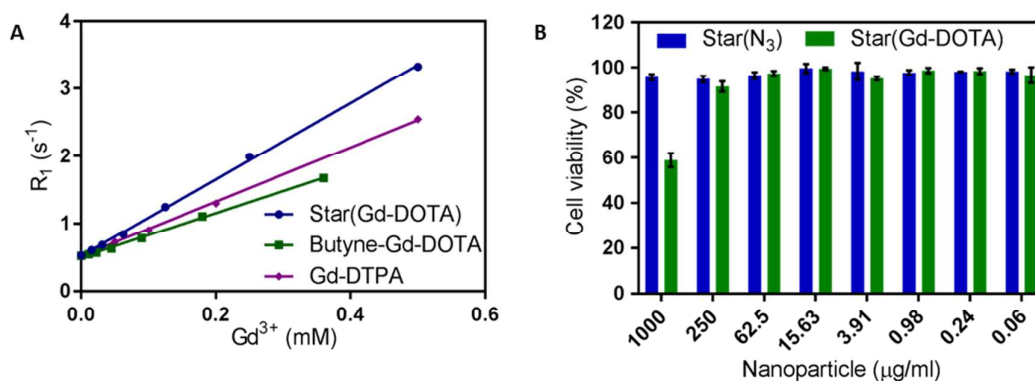 A
R₁ (s⁻¹)
4
3
2
1
0
Star(Gd-DOTA)
Butyne-Gd-DOTA
Gd-DTPA
0.0
0.2
0.4
0.6
Gd³⁺ (mM)
B
Star(N₃)
Star(Gd-DOTA)
Cell viability (%)
120
100
80
60
40
20
0
1000
250
62.5
15.63
3.91
0.98
0.24
0.06
Nanoparticle (μg/ml)